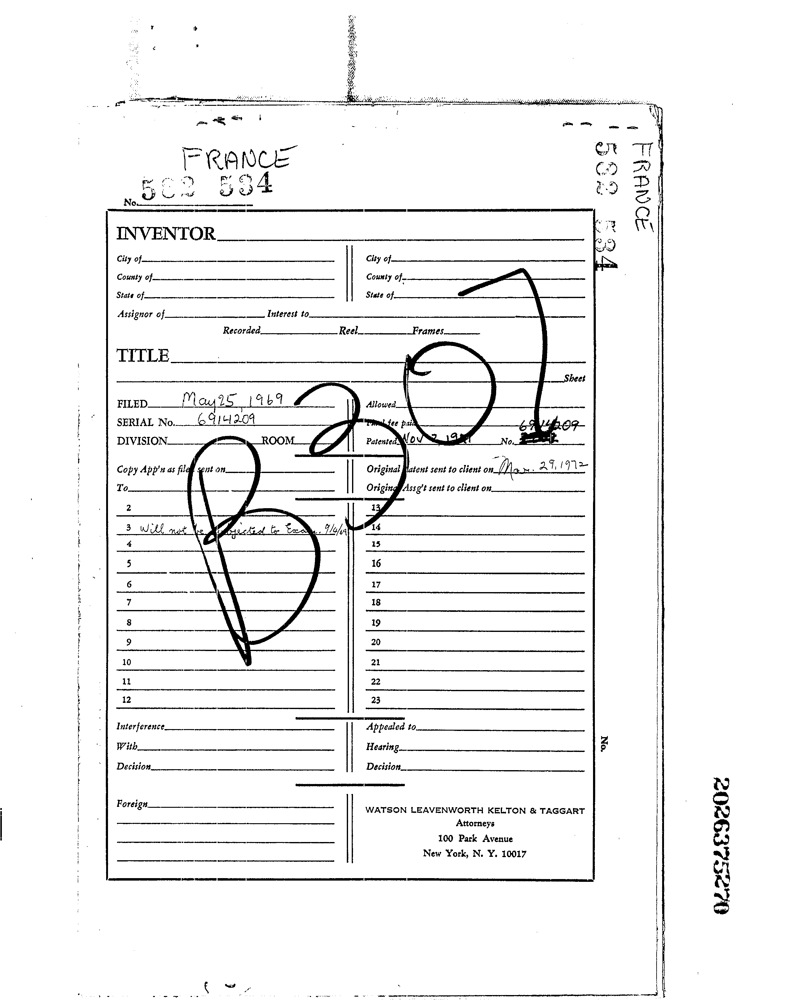 FRANCE
No. 582 534
FRANCE
582 534
INVENTOR
City of City of
County of County of
State of State of
Assignor of Interest to
Recorded Reel Frames
TITLE
Sheet
FILED May 25, 1969 Allowed
SERIAL No. 6914209 Final fee paid 6914209
DIVISION ROOM Patented NOV 2 1971 No.
Copy App'n as filed sent on Original Patent sent to client on Mar. 29, 1972
To Original Assg't sent to client on
2 13
3 Will not be subjected to Exam. 14
4 15
5 16
6 17
7 18
8 19
9 20
10 21
11 22
12 23
Interference Appealed to
With Hearing
Decision Decision
No.
Foreign
WATSON LEAVENWORTH KELTON & TAGGART
Attorneys
100 Park Avenue
New York, N. Y. 10017
2026375270